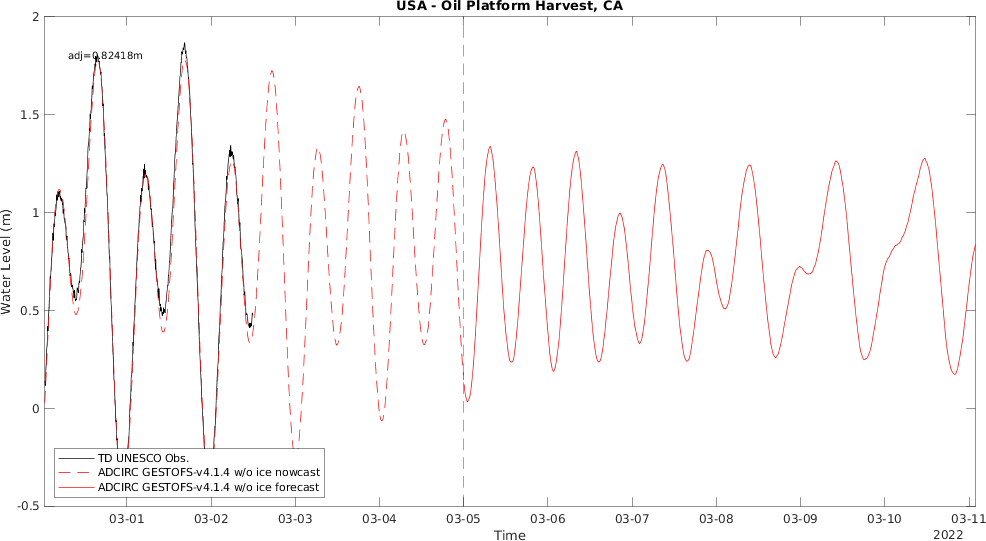 USA - Oil Platform Harvest, CA
adj=0.82418m
Water Level (m)
2
1.5
1
0.5
0
-0.5
TD UNESCO Obs.
ADCIRC GESTOFS-v4.1.4 w/o ice nowcast
ADCIRC GESTOFS-v4.1.4 w/o ice forecast
03-01 03-02 03-03 03-04 03-05 03-06 03-07 03-08 03-09 03-10 03-11
Time
2022